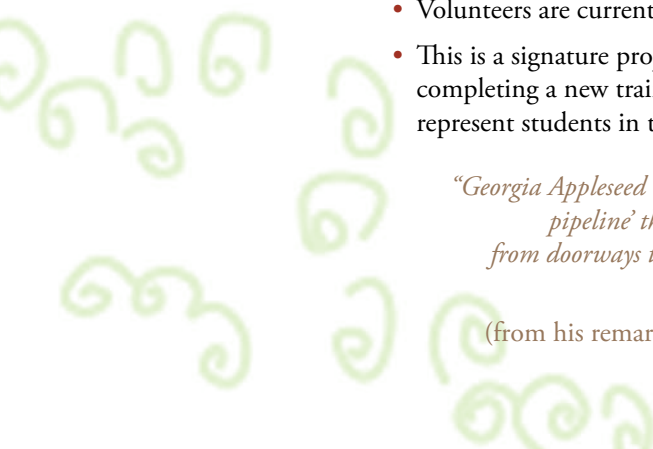 • Volunteers are current
• This is a signature pro
completing a new trai
represent students in t
“Georgia Appleseed
pipeline’ th
from doorways t
(from his remar